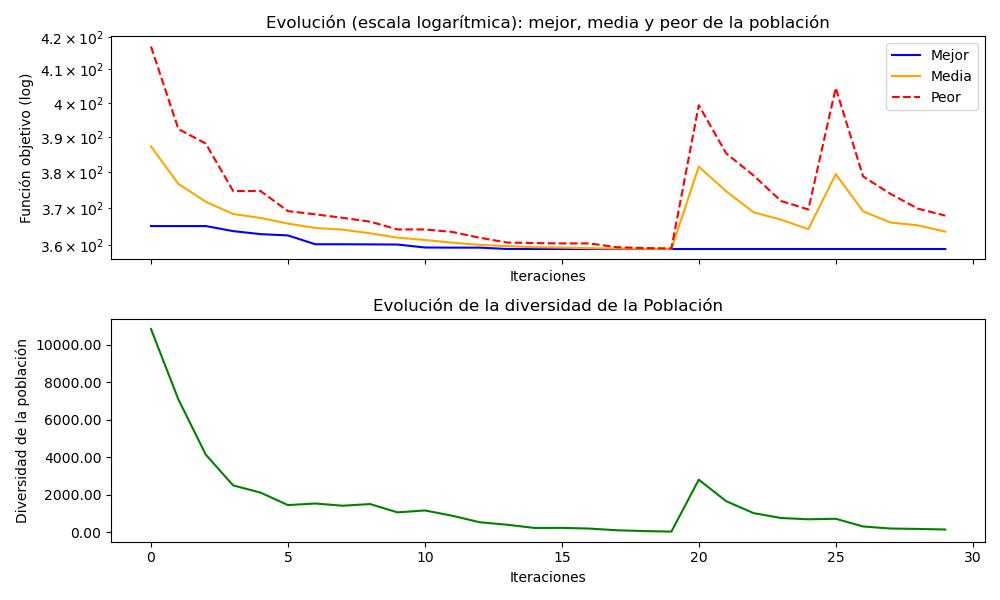 Evolución (escala logarítmica): mejor, media y peor de la población
Función objetivo (log)
4.2 × 10²
4.1 × 10²
4 × 10²
3.9 × 10²
3.8 × 10²
3.7 × 10²
3.6 × 10²
Mejor
Media
Peor
Iteraciones
Evolución de la diversidad de la Población
Diversidad de la población
10000.00
8000.00
6000.00
4000.00
2000.00
0.00
0 5 10 15 20 25 30
Iteraciones